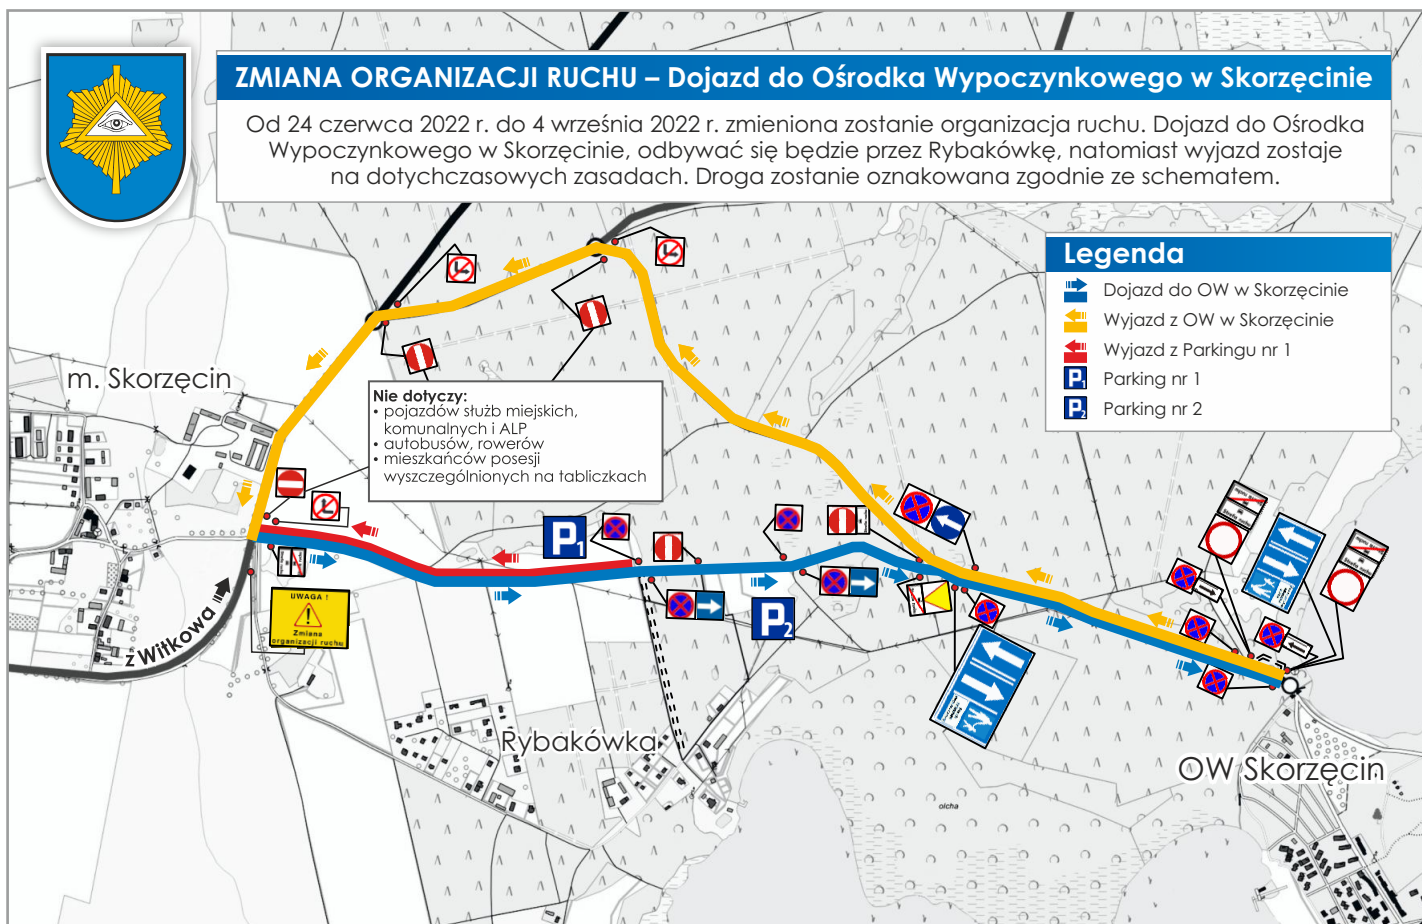 ZMIANA ORGANIZACJI RUCHU – Dojazd do Ośrodka Wypoczynkowego w Skorzęcinie
Od 24 czerwca 2022 r. do 4 września 2022 r. zmieniona zostanie organizacja ruchu. Dojazd do Ośrodka
Wypoczynkowego w Skorzęcinie, odbywać się będzie przez Rybakówkę, natomiast wyjazd zostaje
na dotychczasowych zasadach. Droga zostanie oznakowana zgodnie ze schematem.
Legenda
Dojazd do OW w Skorzęcinie
Wyjazd z OW w Skorzęcinie
Wyjazd z Parkingu nr 1
P1 Parking nr 1
P2 Parking nr 2
m. Skorzęcin
Nie dotyczy:
• pojazdów służb miejskich,
komunalnych i ALP
• autobusów, rowerów
• mieszkańców posesji
wyszczególnionych na tabliczkach
P1
P2
UWAGA !
Zmiana
organizacji ruchu
z Witkowa
Rybakówka
OW Skorzęcin
olcha